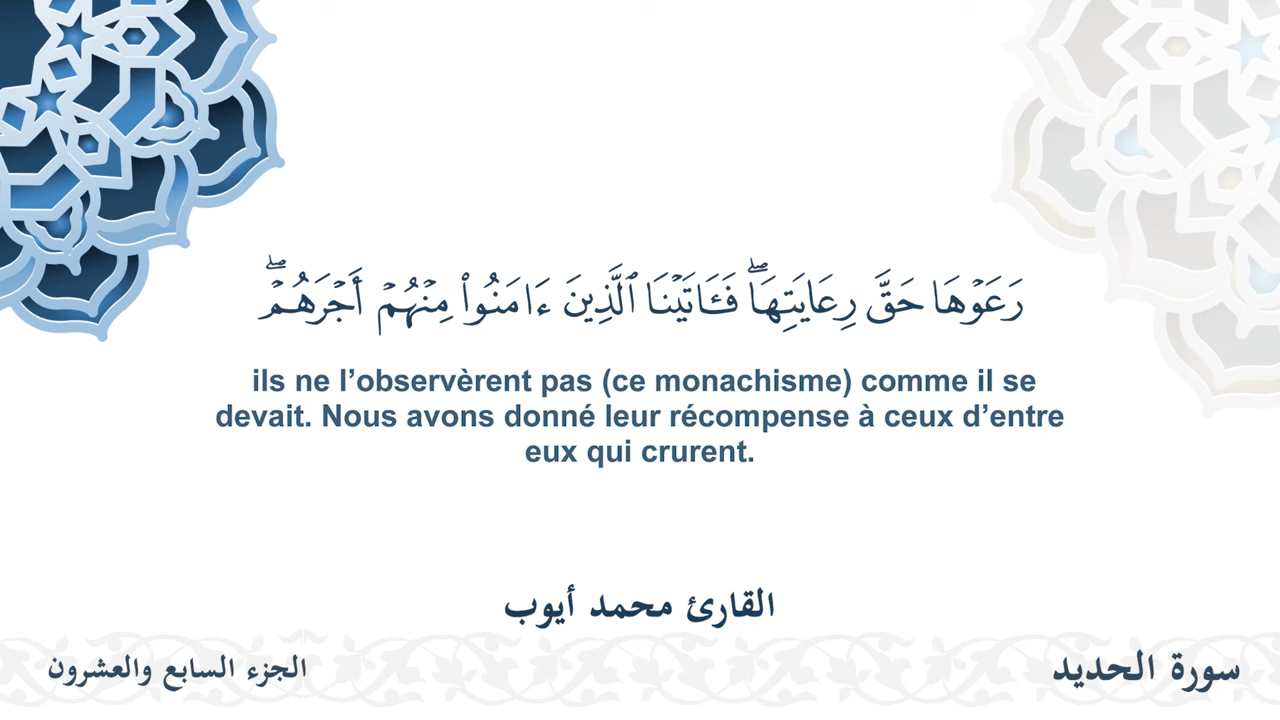 رَعَوْهَا حَقَّ رِعَايَتِهَاۖ فَـَٔاتَيْنَا ٱلَّذِينَ ءَامَنُوا۟ مِنْهُمْ أَجْرَهُمْۖ
ils ne l’observèrent pas (ce monachisme) comme il se
devait. Nous avons donné leur récompense à ceux d’entre
eux qui crurent.
القارئ محمد أيوب
سورة الحديد
الجزء السابع والعشرون